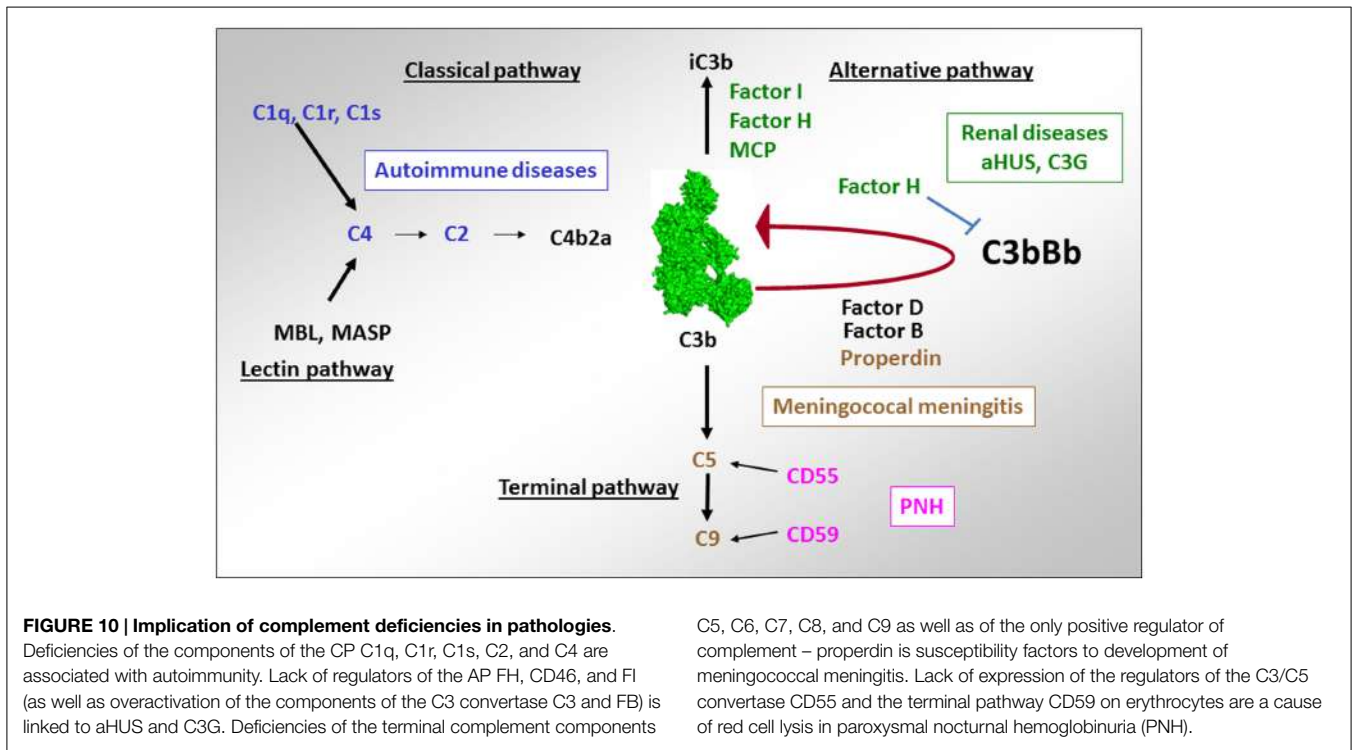 Classical pathway
iC3b
Alternative pathway
Factor I
Factor H
MCP
C1q, C1r, C1s
Renal diseases
aHUS, C3G
Autoimmune diseases
Factor H
C4
C2
C4b2a
C3bBb
MBL, MASP
Lectin pathway
C3b
Factor D
Factor B
Properdin
Meningococal meningitis
C5
CD55
Terminal pathway
PNH
C9
CD59
FIGURE 10 | Implication of complement deficiencies in pathologies.
Deficiencies of the components of the CP C1q, C1r, C1s, C2, and C4 are
associated with autoimmunity. Lack of regulators of the AP FH, CD46, and FI
(as well as overactivation of the components of the C3 convertase C3 and FB) is
linked to aHUS and C3G. Deficiencies of the terminal complement components
C5, C6, C7, C8, and C9 as well as of the only positive regulator of
complement – properdin is susceptibility factors to development of
meningococcal meningitis. Lack of expression of the regulators of the C3/C5
convertase CD55 and the terminal pathway CD59 on erythrocytes are a cause
of red cell lysis in paroxysmal nocturnal hemoglobinuria (PNH).